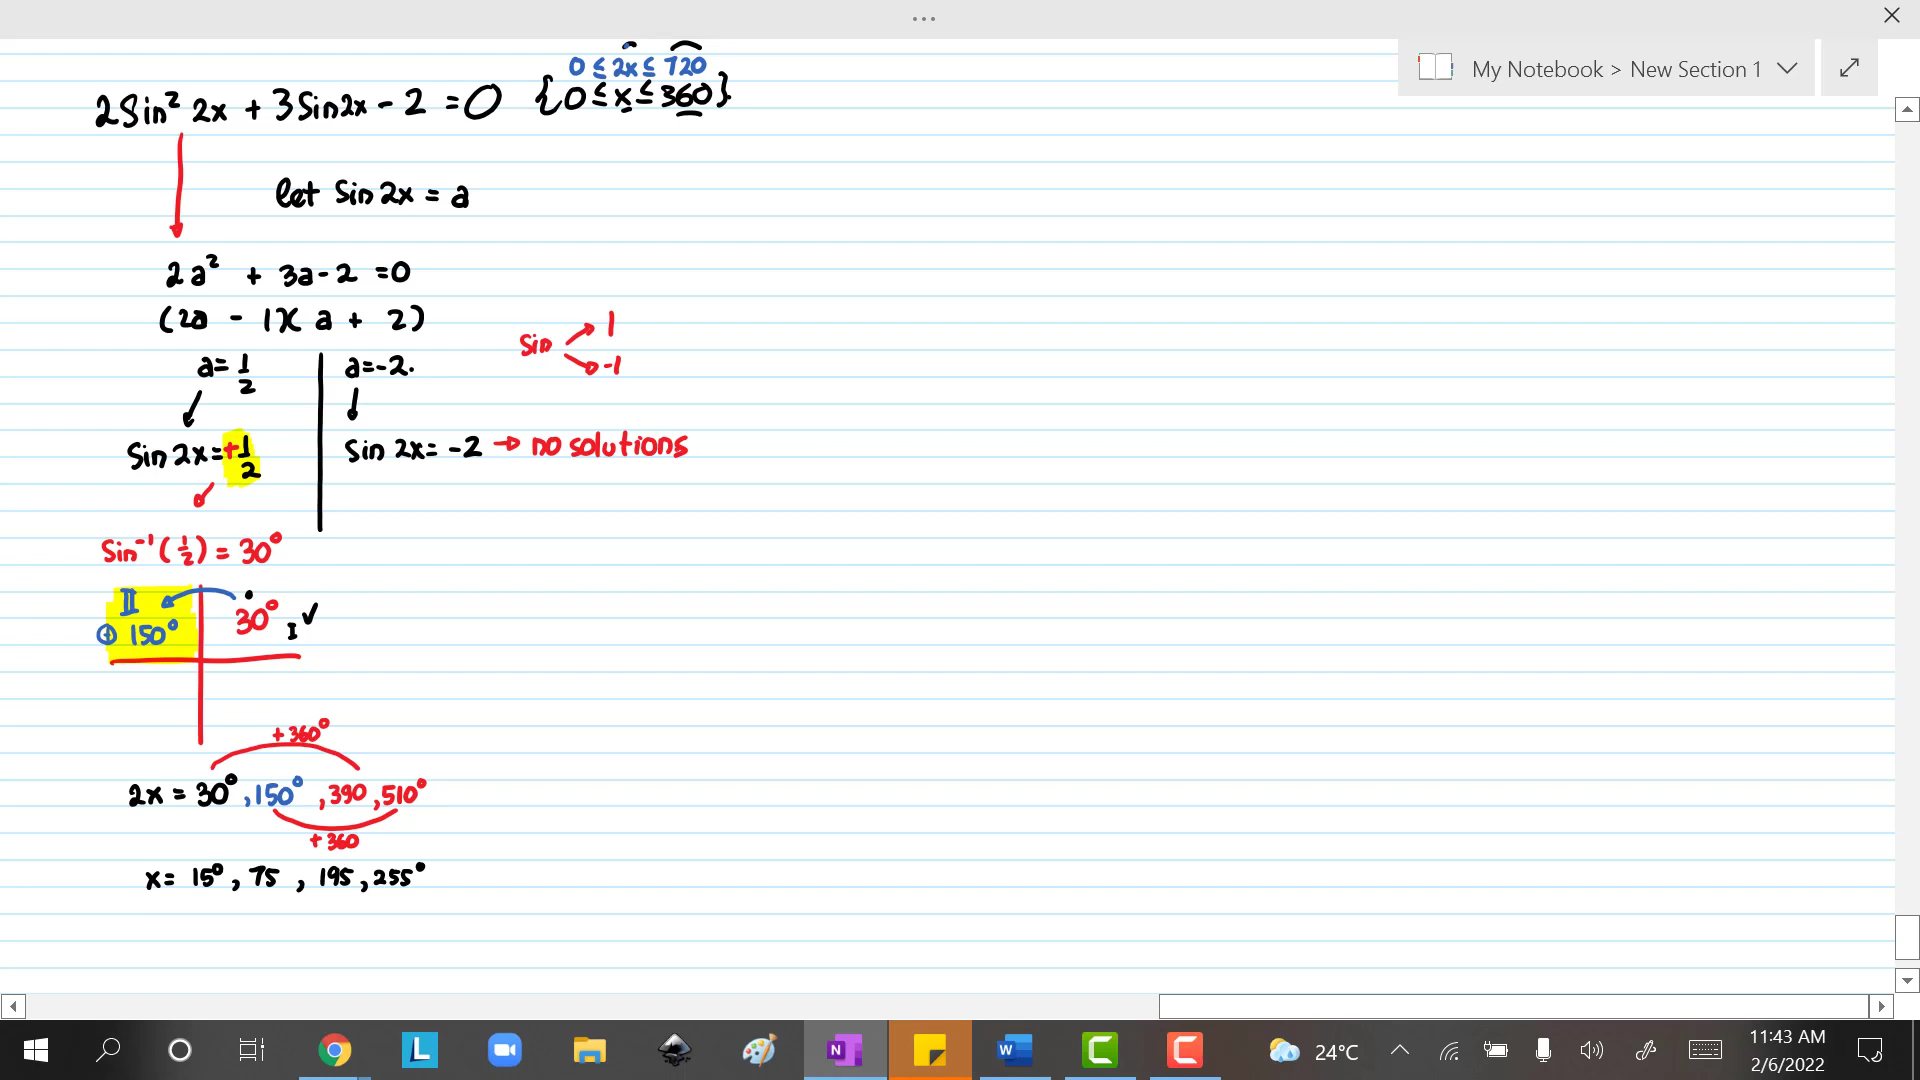 ...
My Notebook > New Section 1
0 ≤ 2x ≤ 720
2Sin² 2x + 3Sin2x - 2 = 0 {0 ≤ x ≤ 360}
let Sin 2x = a
2a² + 3a - 2 = 0
(2a - 1)( a + 2)
Sin 1
-1
a = 1/2 a = -2.
Sin 2x = +1/2 Sin 2x = -2 → no solutions
Sin⁻¹ (1/2) = 30°
II
+ 150° 30° I ✓
+360°
2x = 30°, 150°, 390, 510°
+360
x = 15°, 75, 195, 255°
L N W 24°C 11:43 AM
2/6/2022